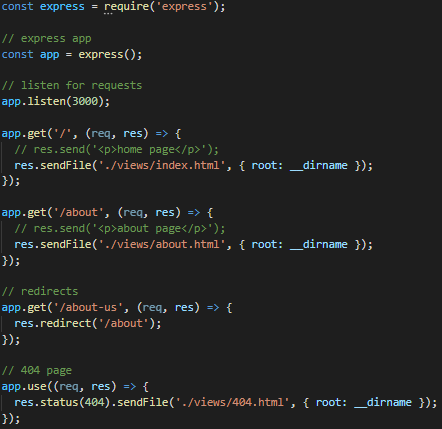 const express = require('express');
// express app
const app = express();
// listen for requests
app.listen(3000);
app.get('/', (req, res) => {
  // res.send('<p>home page</p>');
  res.sendFile('./views/index.html', { root: __dirname });
});
app.get('/about', (req, res) => {
  // res.send('<p>about page</p>');
  res.sendFile('./views/about.html', { root: __dirname });
});
// redirects
app.get('/about-us', (req, res) => {
  res.redirect('/about');
});
// 404 page
app.use((req, res) => {
  res.status(404).sendFile('./views/404.html', { root: __dirname });
});